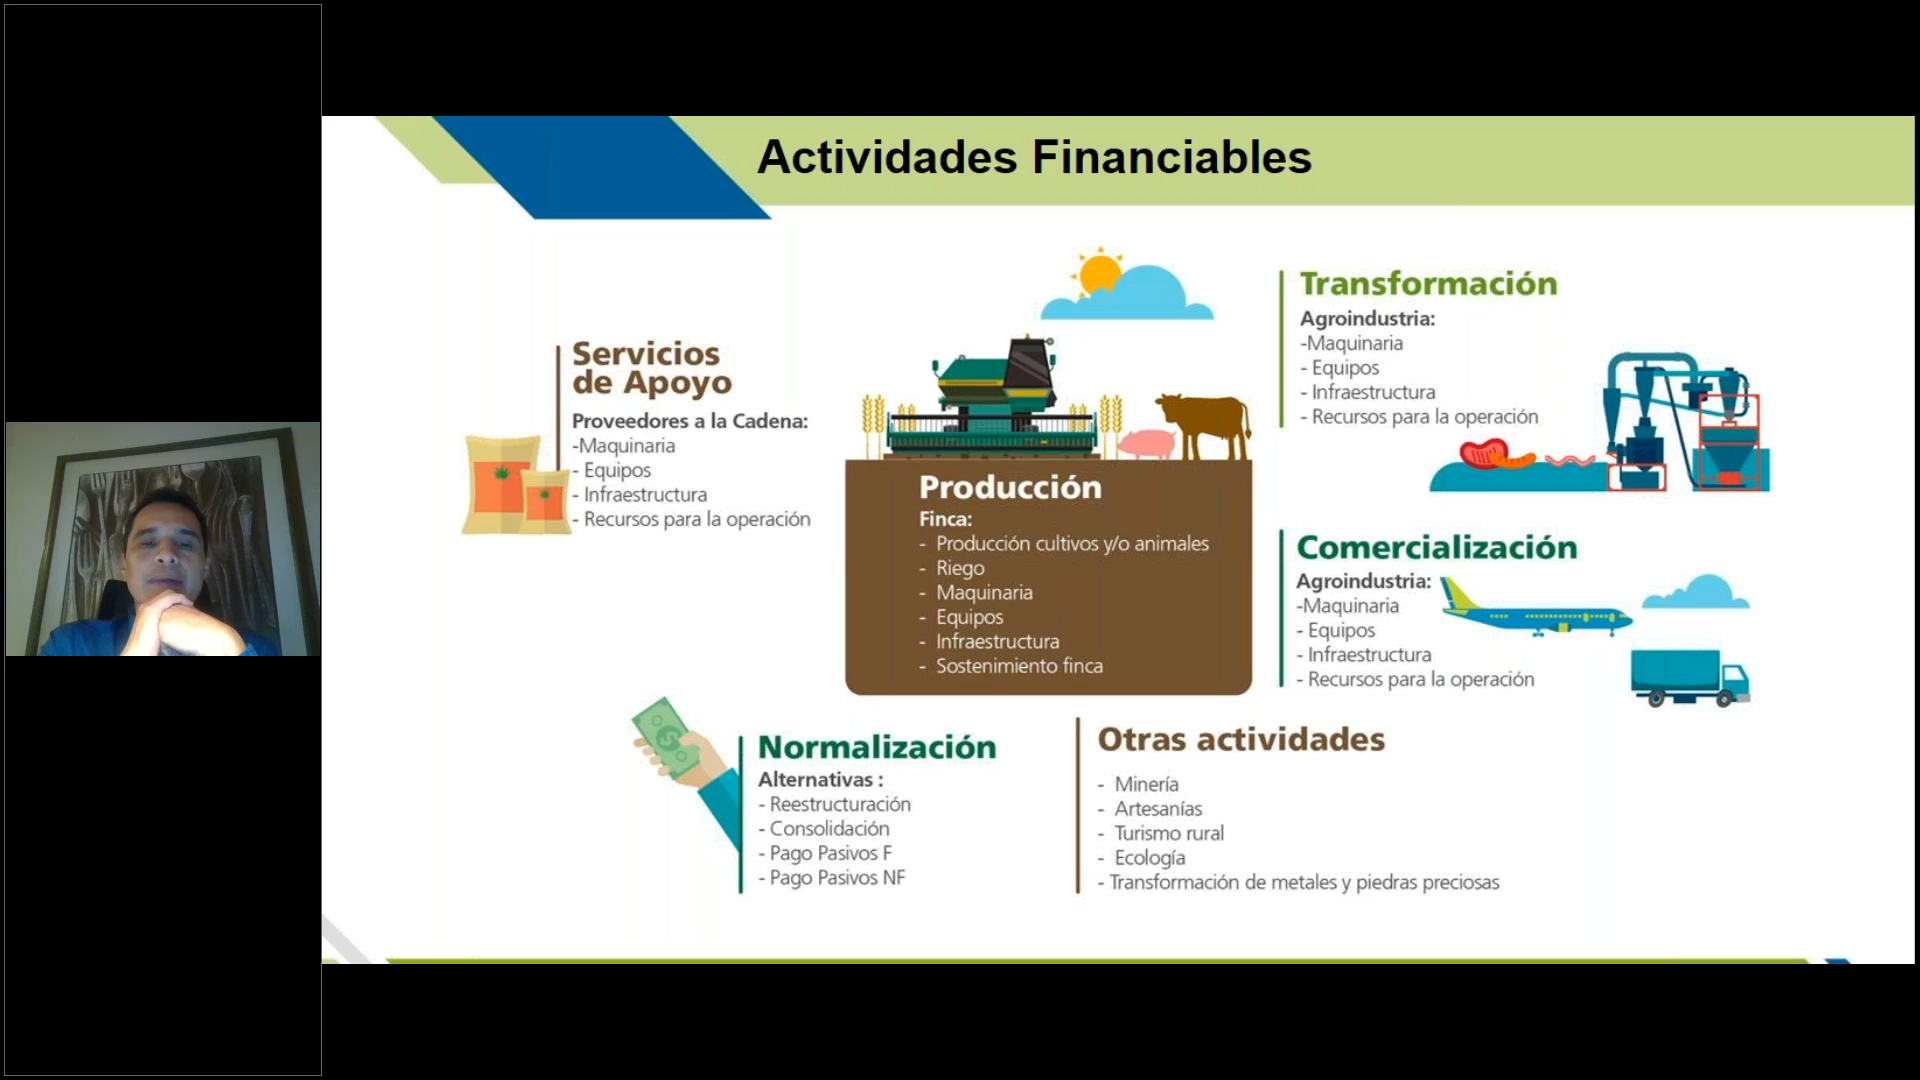 Actividades Financiables
Servicios
de Apoyo
Proveedores a la Cadena:
-Maquinaria
- Equipos
- Infraestructura
- Recursos para la operación
Producción
Finca:
- Producción cultivos y/o animales
- Riego
- Maquinaria
- Equipos
- Infraestructura
- Sostenimiento finca
Transformación
Agroindustria:
-Maquinaria
- Equipos
- Infraestructura
- Recursos para la operación
Comercialización
Agroindustria:
-Maquinaria
- Equipos
- Infraestructura
- Recursos para la operación
Normalización
Alternativas :
- Reestructuración
- Consolidación
- Pago Pasivos F
- Pago Pasivos NF
Otras actividades
- Minería
- Artesanías
- Turismo rural
- Ecología
- Transformación de metales y piedras preciosas